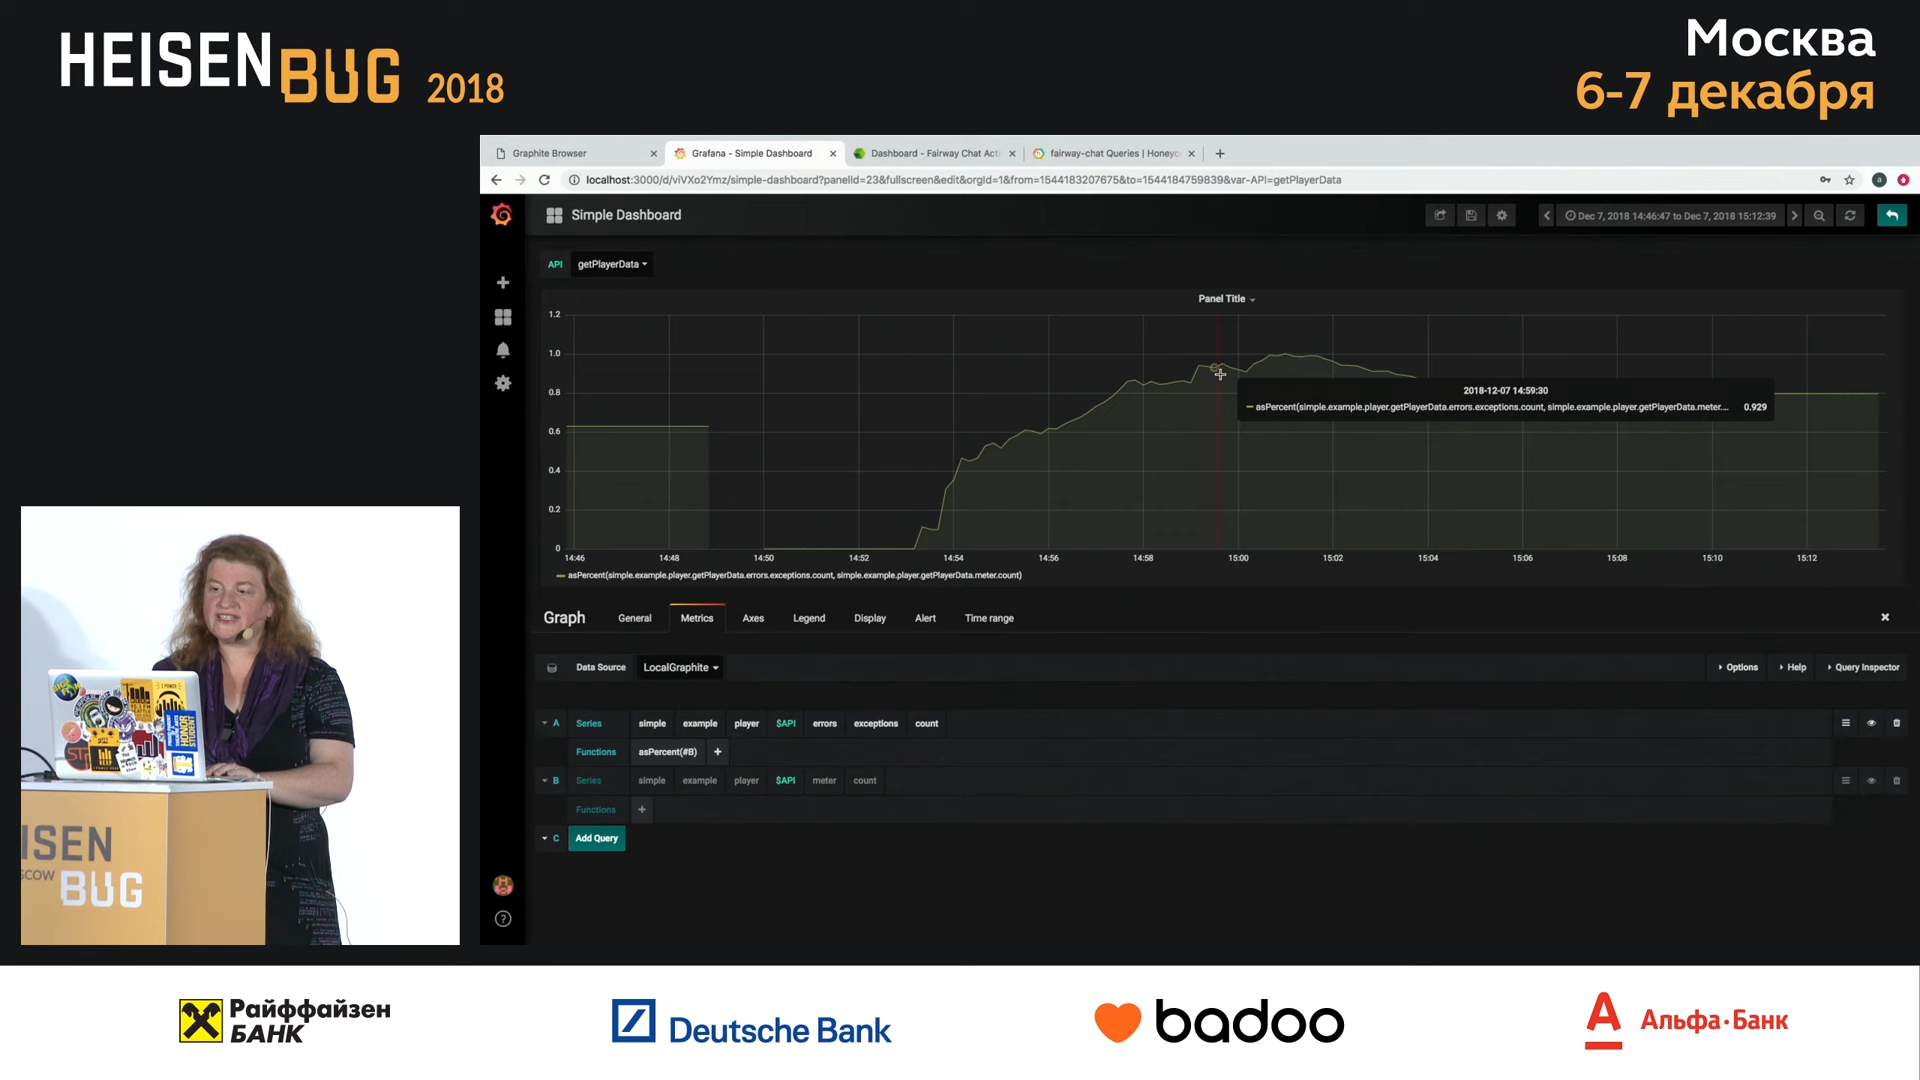 HEISENBUG 2018
Москва
6-7 декабря
Graphite Browser
Grafana - Simple Dashboard
Dashboard - Fairway Chat Acti
fairway-chat Queries | Honeyc
localhost:3000/d/viVXo2Ymz/simple-dashboard?panelId=23&fullscreen&edit&orgId=1&from=1544183207675&to=1544184759839&var-API=getPlayerData
Simple Dashboard
Dec 7, 2018 14:46:47 to Dec 7, 2018 15:12:39
API getPlayerData
Panel Title
1.2
1.0
0.8
0.6
0.4
0.2
0
2018-12-07 14:59:30
asPercent(simple.example.player.getPlayerData.errors.exceptions.count, simple.example.player.getPlayerData.meter.... 0.929
14:46 14:48 14:50 14:52 14:54 14:56 14:58 15:00 15:02 15:04 15:06 15:08 15:10 15:12
asPercent(simple.example.player.getPlayerData.errors.exceptions.count, simple.example.player.getPlayerData.meter.count)
Graph General Metrics Axes Legend Display Alert Time range
Data Source LocalGraphite Options Help Query Inspector
A Series simple example player $API errors exceptions count
Functions asPercent(#B) +
B Series simple example player $API meter count
Functions +
C Add Query
ISEN
SCOW
BUG
HONOR STUDENT
Райффайзен
БАНК
Deutsche Bank
badoo
Альфа·Банк